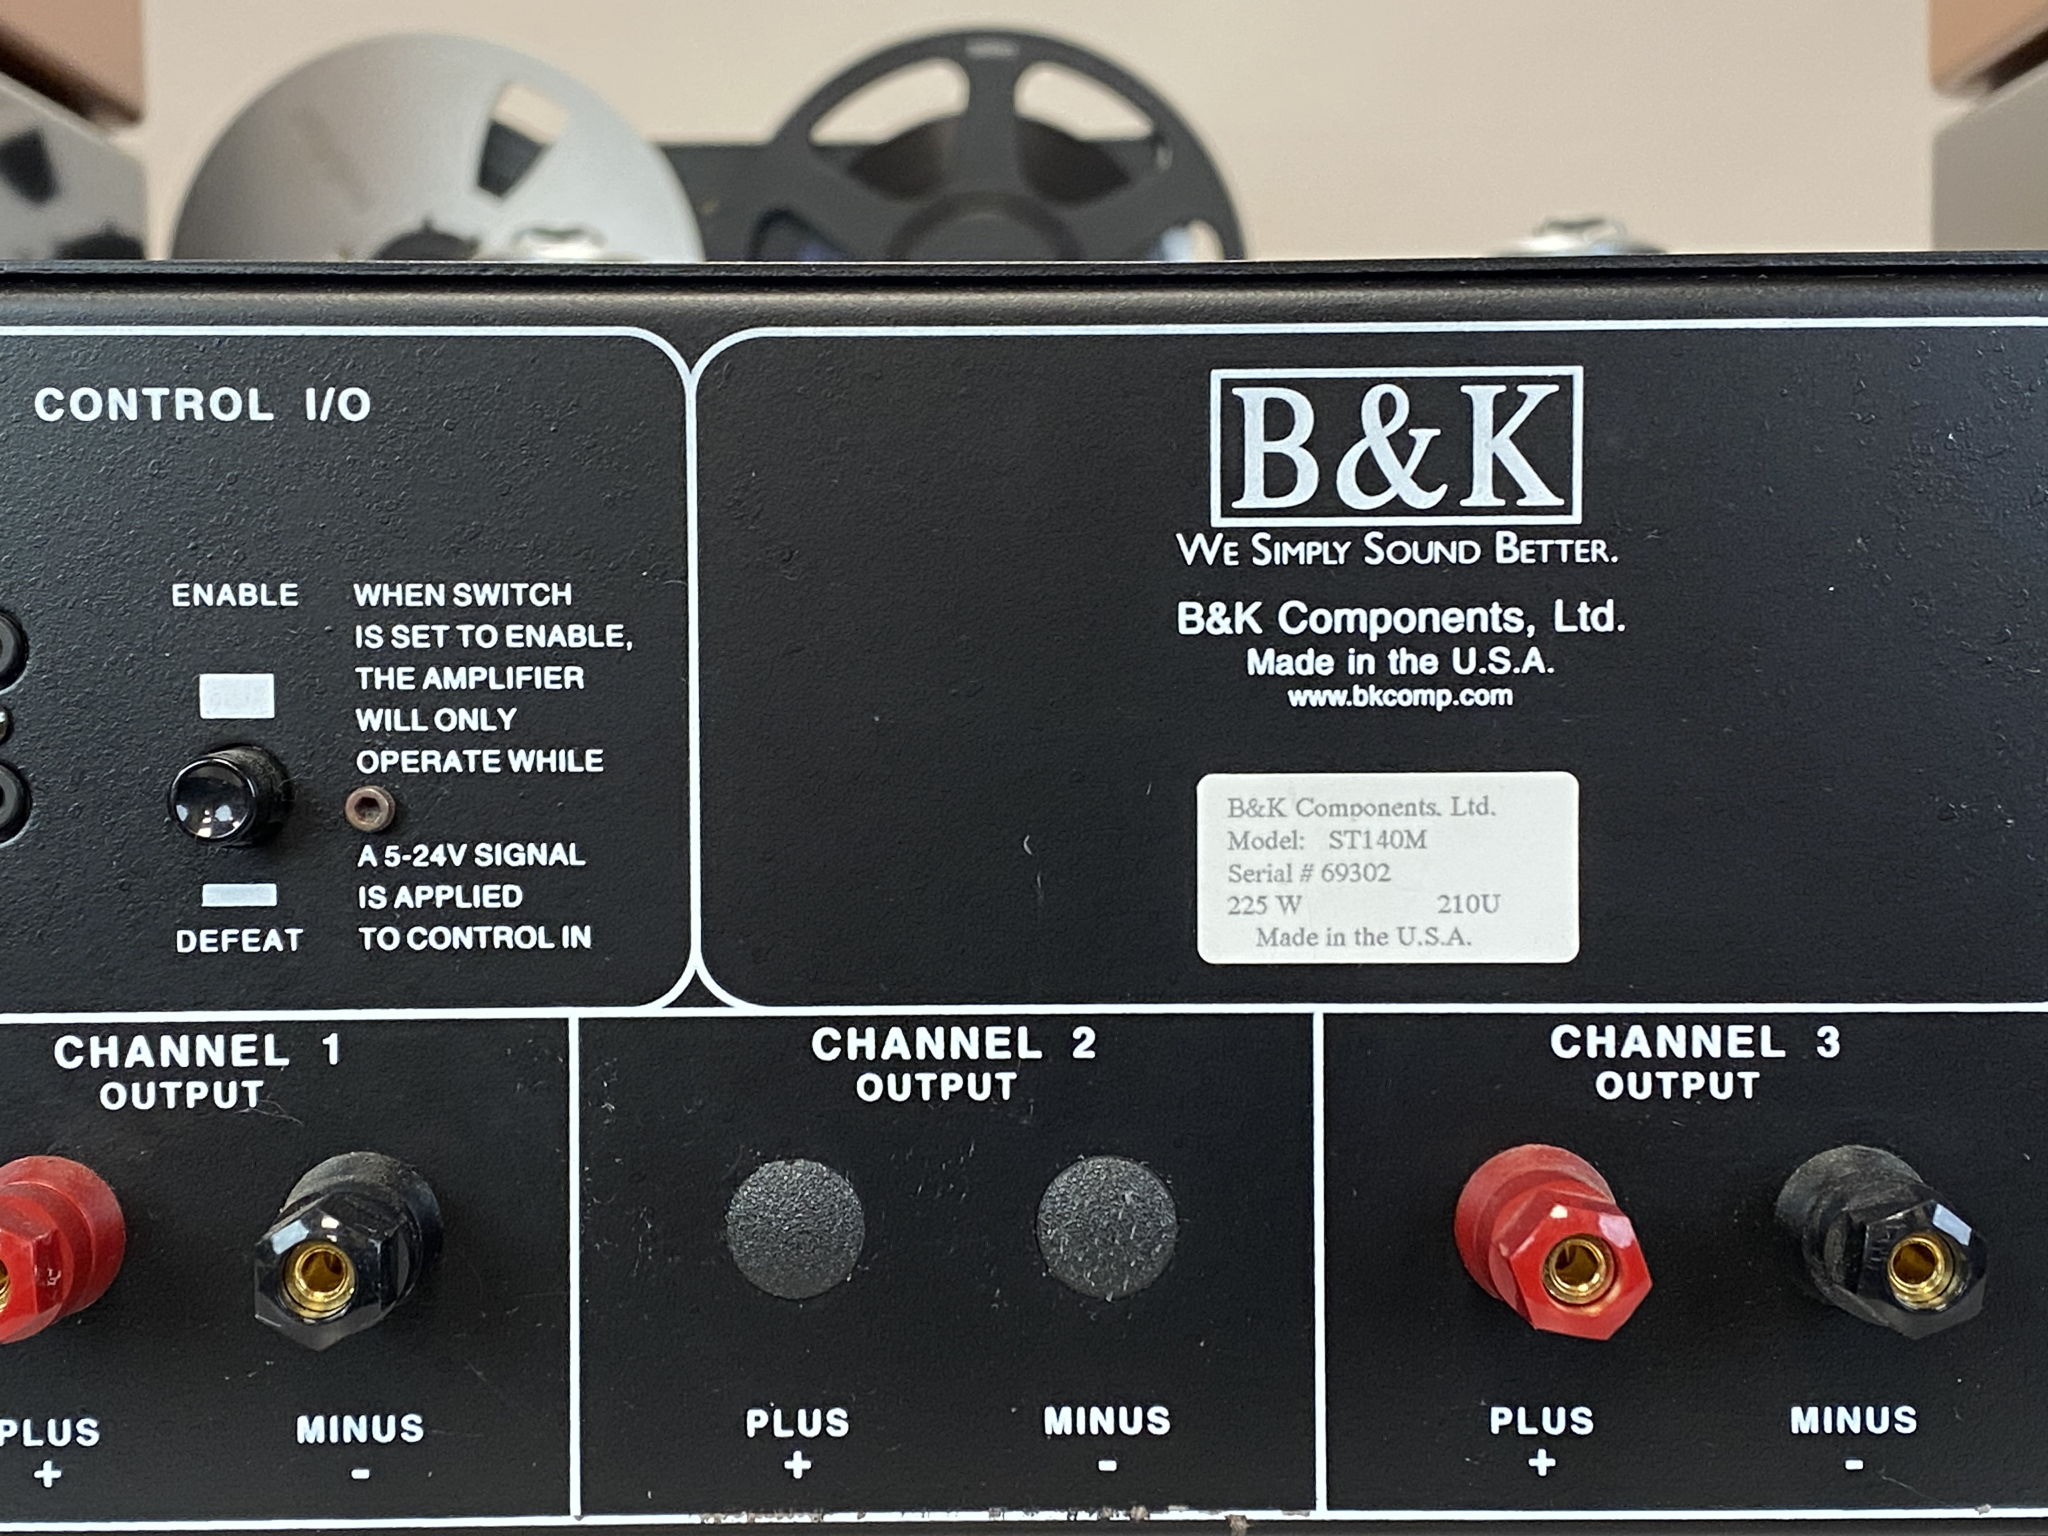 CONTROL I/O
ENABLE
WHEN SWITCH
IS SET TO ENABLE,
THE AMPLIFIER
WILL ONLY
OPERATE WHILE
A 5-24V SIGNAL
IS APPLIED
TO CONTROL IN
DEFEAT
B&K
WE SIMPLY SOUND BETTER.
B&K Components, Ltd.
Made in the U.S.A.
www.bkcomp.com
B&K Components, Ltd.
Model: ST140M
Serial # 69302
225 W 210U
Made in the U.S.A.
CHANNEL 1
OUTPUT
PLUS
+
MINUS
-
CHANNEL 2
OUTPUT
PLUS
+
MINUS
-
CHANNEL 3
OUTPUT
PLUS
+
MINUS
-